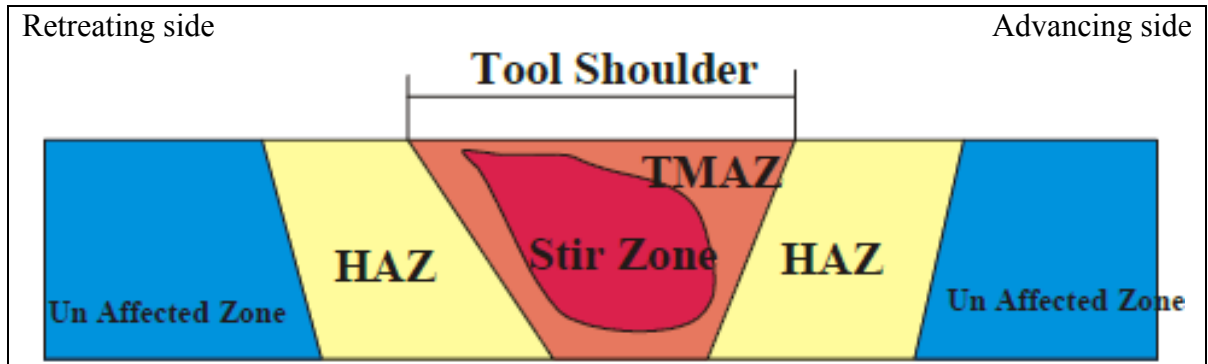 Retreating side
Advancing side
Tool Shoulder
TMAZ
Stir Zone
HAZ
HAZ
Un Affected Zone
Un Affected Zone